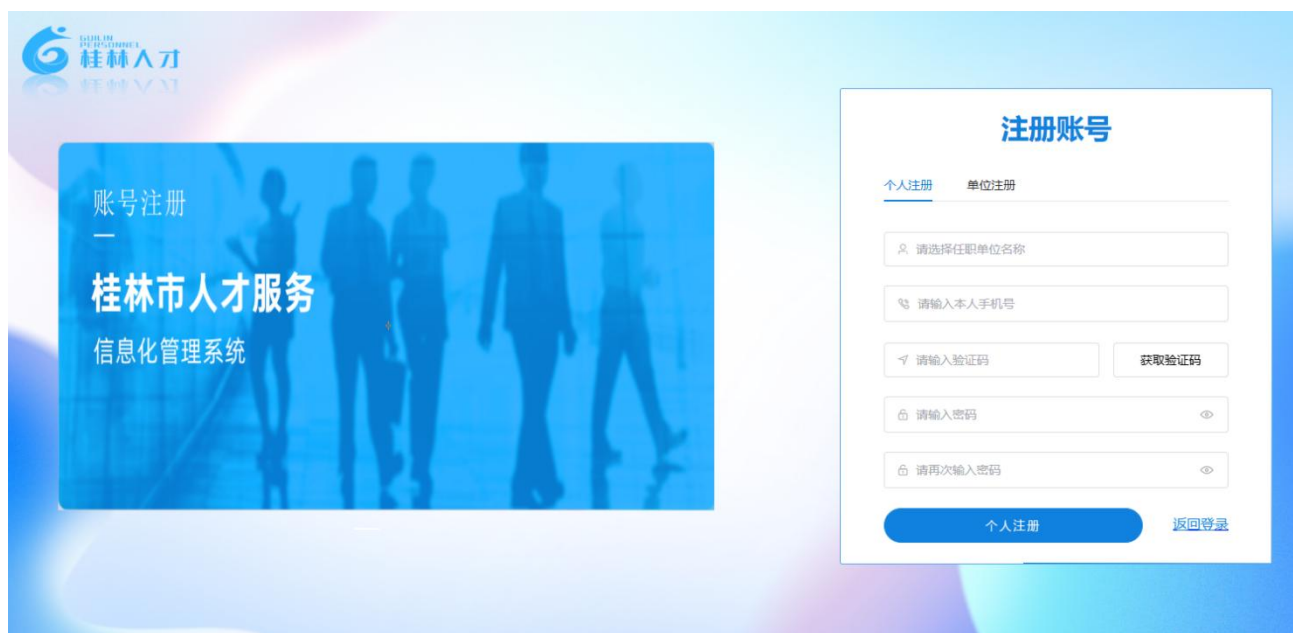 GUILIN
PERSONNEL
桂林人才
账号注册
桂林市人才服务
信息化管理系统
注册账号
个人注册 单位注册
请选择任职单位名称
请输入本人手机号
请输入验证码 获取验证码
请输入密码
请再次输入密码
个人注册 返回登录